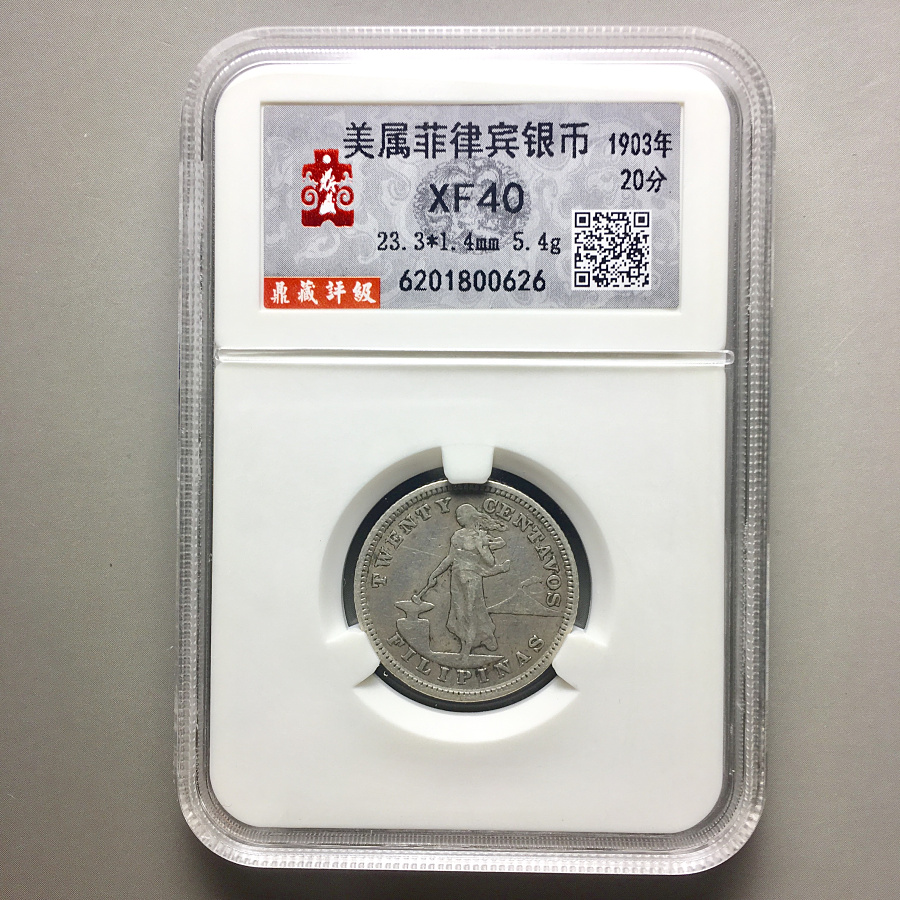 美属菲律宾银币 1903年
XF40 20分
23.3*1.4mm 5.4g
鼎藏評級 6201800626
TWENTY CENTAVOS
FILIPINAS